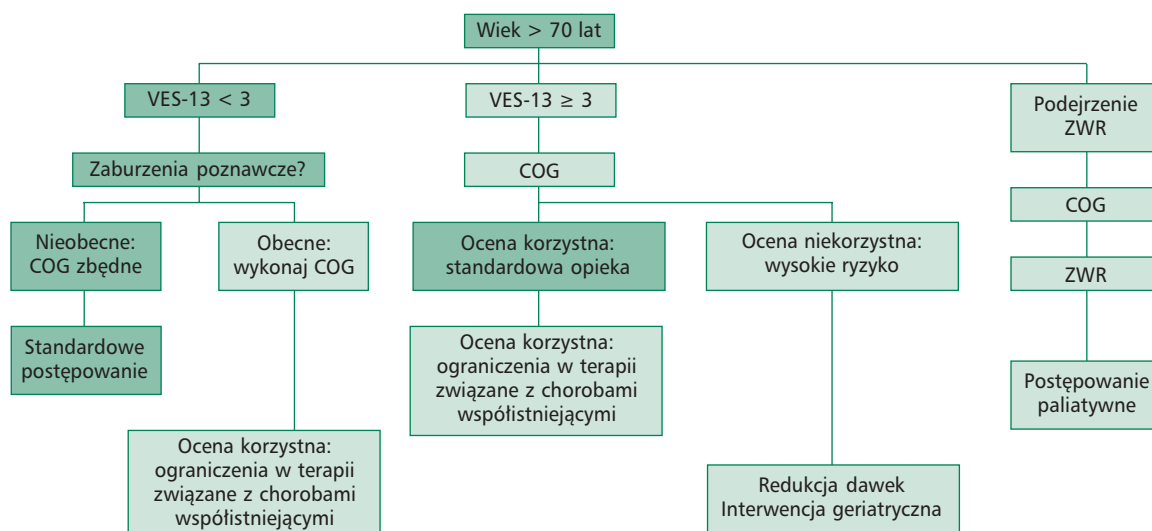 Wiek > 70 lat
VES-13 < 3
VES-13 ≥ 3
Podejrzenie
ZWR
Zaburzenia poznawcze?
COG
COG
Nieobecne:
COG zbędne
Obecne:
wykonaj COG
Ocena korzystna:
standardowa opieka
Ocena niekorzystna:
wysokie ryzyko
ZWR
Standardowe
postępowanie
Ocena korzystna:
ograniczenia w terapii
związane z chorobami
współistniejącymi
Postępowanie
paliatywne
Ocena korzystna:
ograniczenia w terapii
związane z chorobami
współistniejącymi
Redukcja dawek
Interwencja geriatryczna